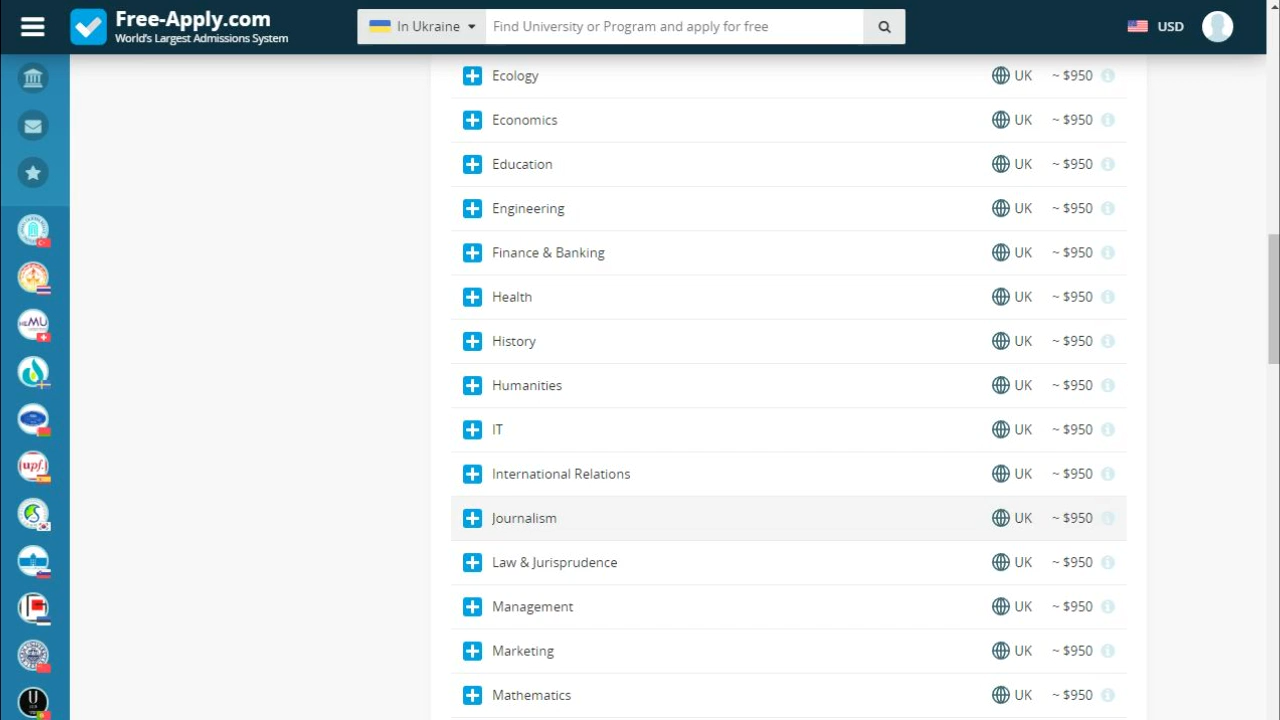 Free-Apply.com
World's Largest Admissions System
In Ukraine
Find University or Program and apply for free
USD
Ecology UK ~ $950
Economics UK ~ $950
Education UK ~ $950
Engineering UK ~ $950
Finance & Banking UK ~ $950
Health UK ~ $950
History UK ~ $950
Humanities UK ~ $950
IT UK ~ $950
International Relations UK ~ $950
Journalism UK ~ $950
Law & Jurisprudence UK ~ $950
Management UK ~ $950
Marketing UK ~ $950
Mathematics UK ~ $950
HEMU
upf.
U